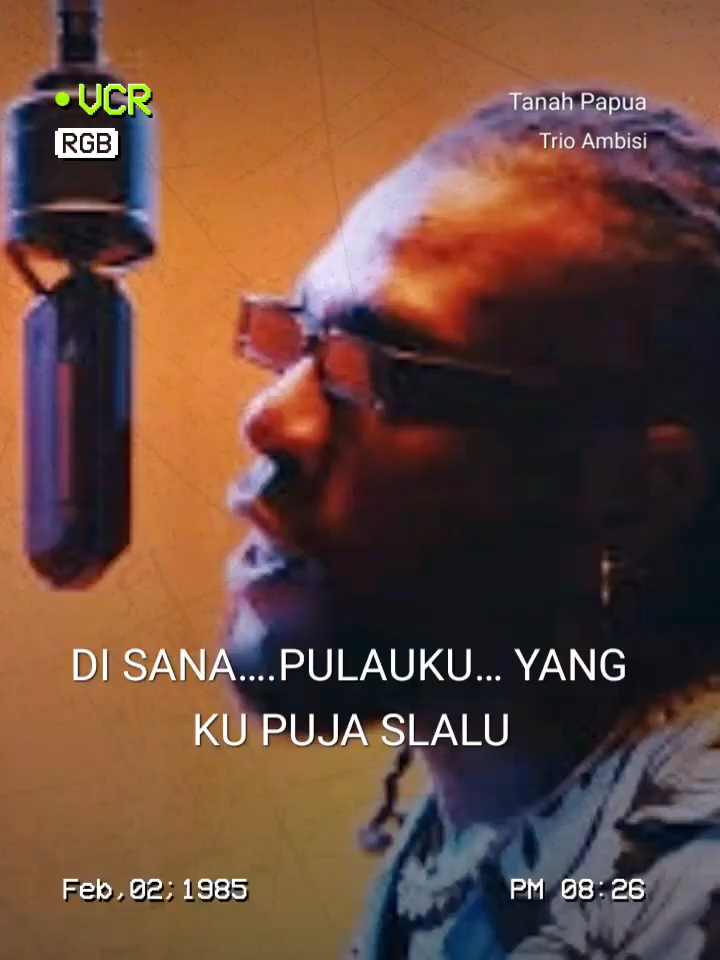 VCR
RGB
Tanah Papua
Trio Ambisi
DI SANA....PULAUKU... YANG
KU PUJA SLALU
Feb,02;1985
PM 08:26